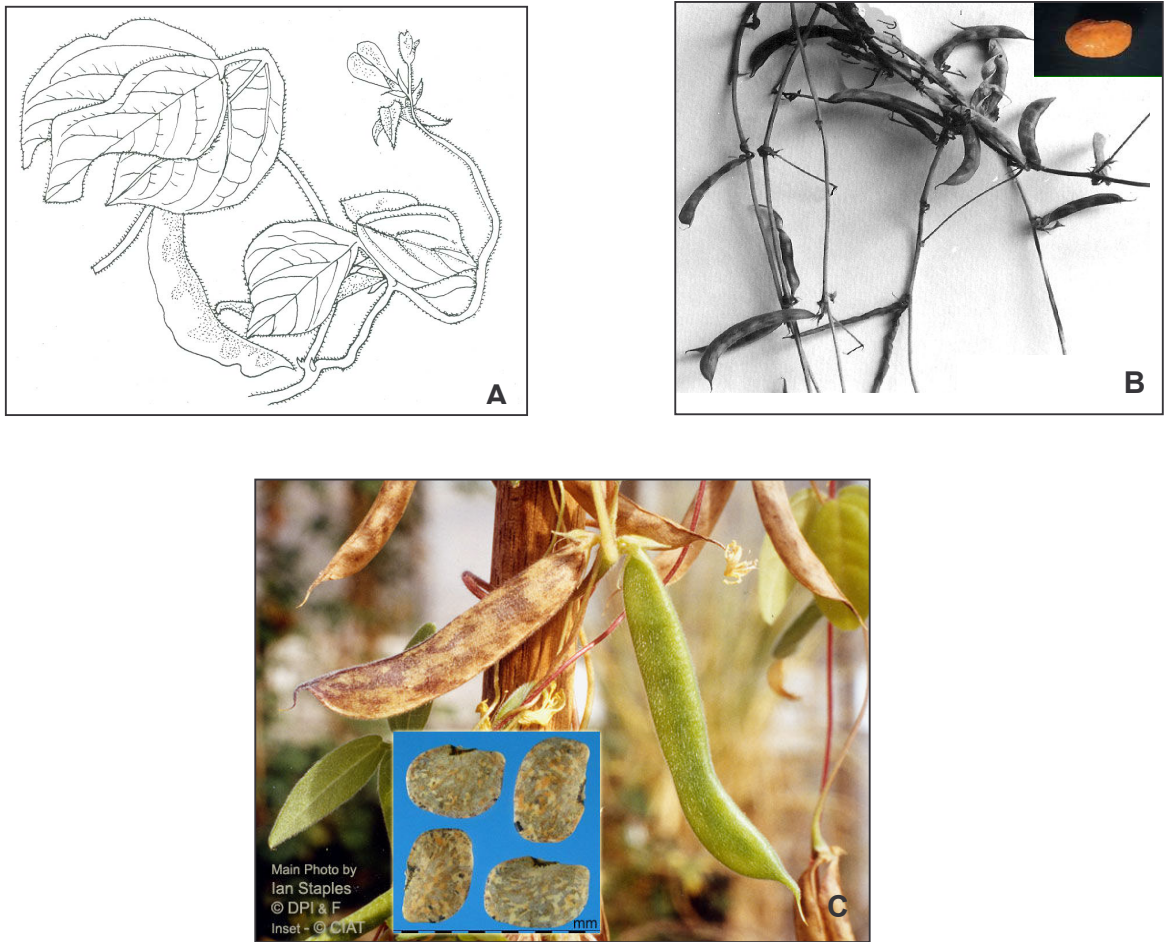 A
B
Main Photo by
Ian Staples
© DPI & F
Inset - © CIAT
mm
C